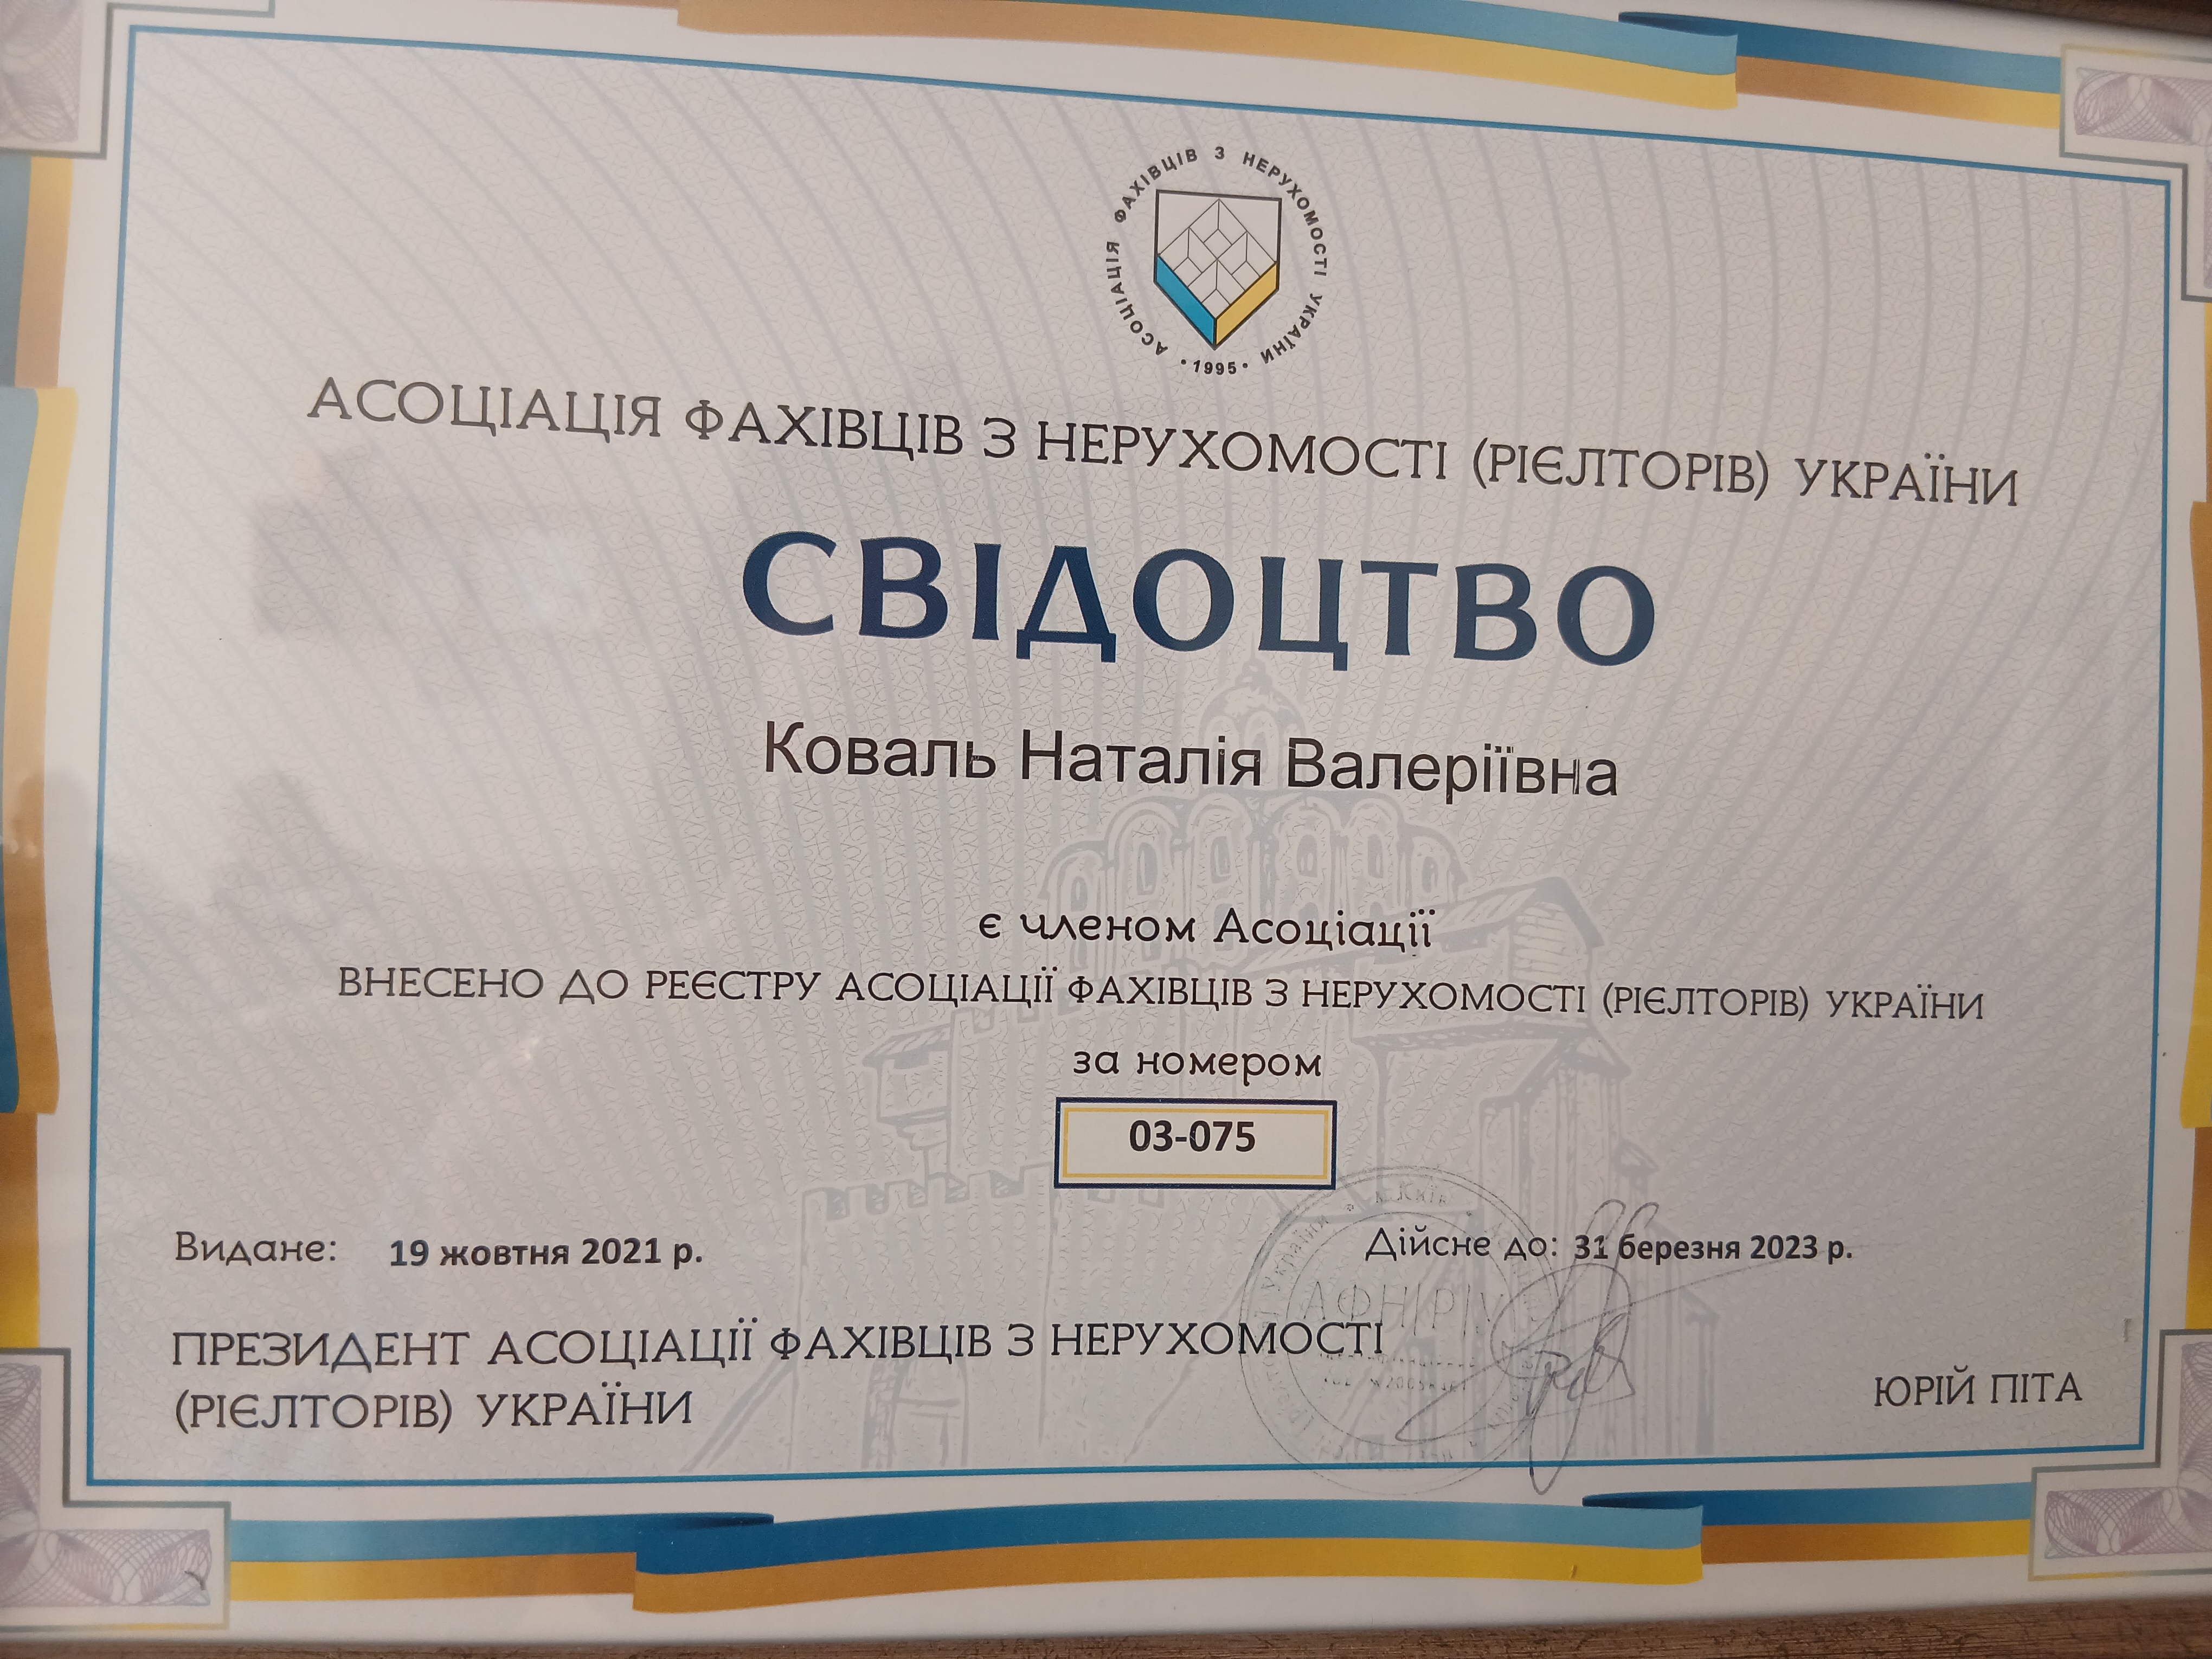 АСОЦІАЦІЯ ФАХІВЦІВ З НЕРУХОМОСТІ УКРАЇНИ
• 1995 •
АСОЦІАЦІЯ ФАХІВЦІВ З НЕРУХОМОСТІ (РІЄЛТОРІВ) УКРАЇНИ
СВІДОЦТВО
Коваль Наталія Валеріївна
є членом Асоціації
ВНЕСЕНО ДО РЕЄСТРУ АСОЦІАЦІЇ ФАХІВЦІВ З НЕРУХОМОСТІ (РІЄЛТОРІВ) УКРАЇНИ
за номером
03-075
Видане: 19 жовтня 2021 р.
Дійсне до: 31 березня 2023 р.
АФНІРІУ
ПРЕЗИДЕНТ АСОЦІАЦІЇ ФАХІВЦІВ З НЕРУХОМОСТІ
(РІЄЛТОРІВ) УКРАЇНИ
ЮРІЙ ПІТА